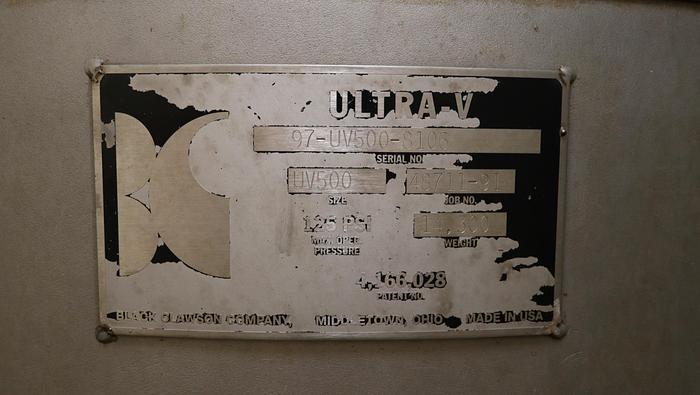 ULTRA-V
97-UV500-S108
SERIAL NO.
UV500
SIZE JOB NO.
125 PSI
MAX. OPER. WEIGHT
PRESSURE
4,166,028
PATENT NO.
BLACK CLAWSON COMPANY, MIDDLETOWN, OHIO MADE IN USA